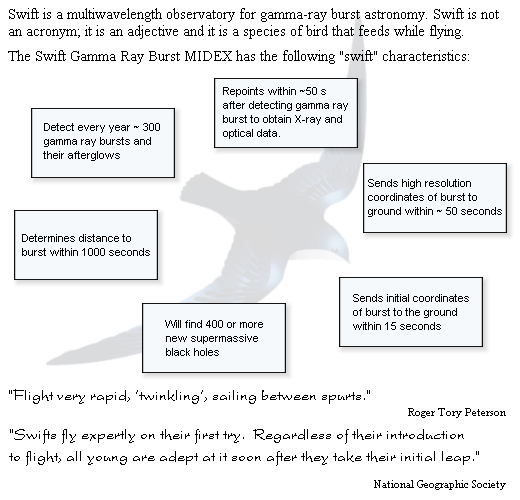 Swift is a multiwavelength observatory for gamma-ray burst astronomy. Swift is not
an acronym; it is an adjective and it is a species of bird that feeds while flying.
The Swift Gamma Ray Burst MIDEX has the following "swift" characteristics:
Repoints within ~50 s
after detecting gamma ray
burst to obtain X-ray and
optical data.
Detect every year ~ 300
gamma ray bursts and
their afterglows
Sends high resolution
coordinates of burst to
ground within ~ 50 seconds
Determines distance to
burst within 1000 seconds
Sends initial coordinates
of burst to the ground
within 15 seconds
Will find 400 or more
new supermassive
black holes
"Flight very rapid, 'twinkling', sailing between spurts."
Roger Tory Peterson
"Swifts fly expertly on their first try. Regardless of their introduction
to flight, all young are adept at it soon after they take their initial leap."
National Geographic Society